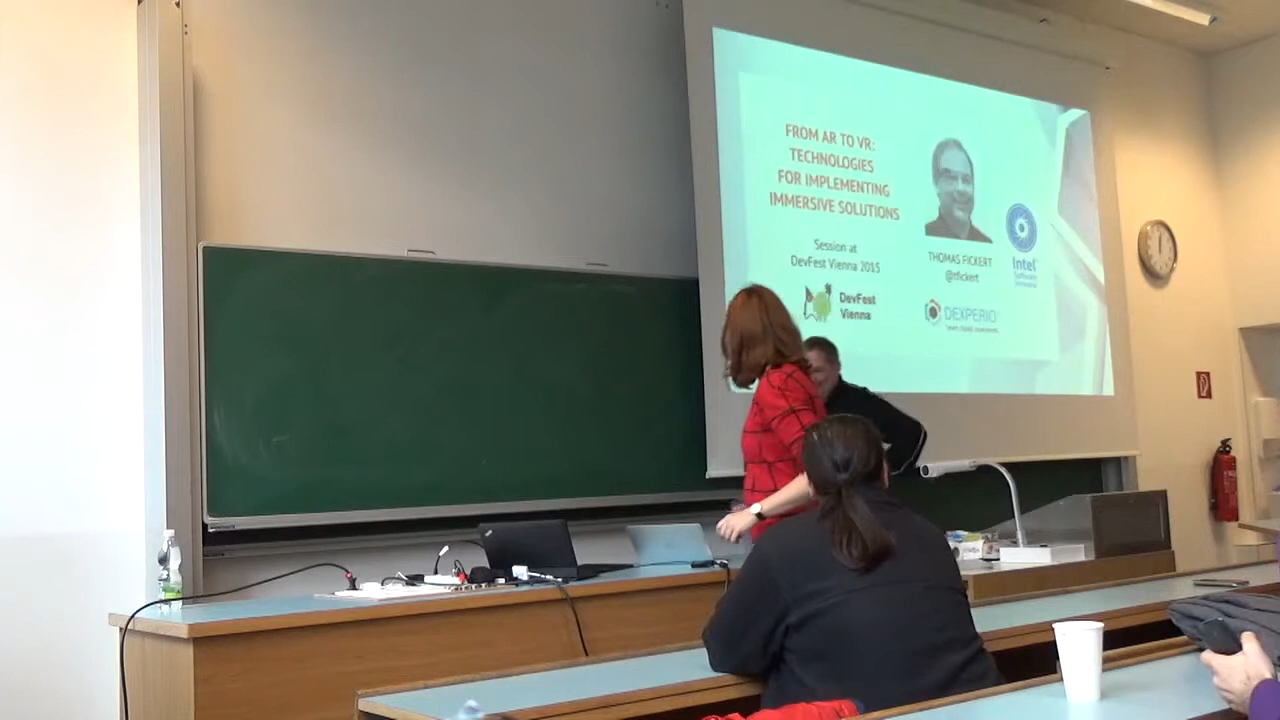 FROM AR TO VR:
TECHNOLOGIES
FOR IMPLEMENTING
IMMERSIVE SOLUTIONS
Session at
DevFest Vienna 2015
DevFest
Vienna
THOMAS FICKERT
@tfickert
DEXPERIO
Intel
Software